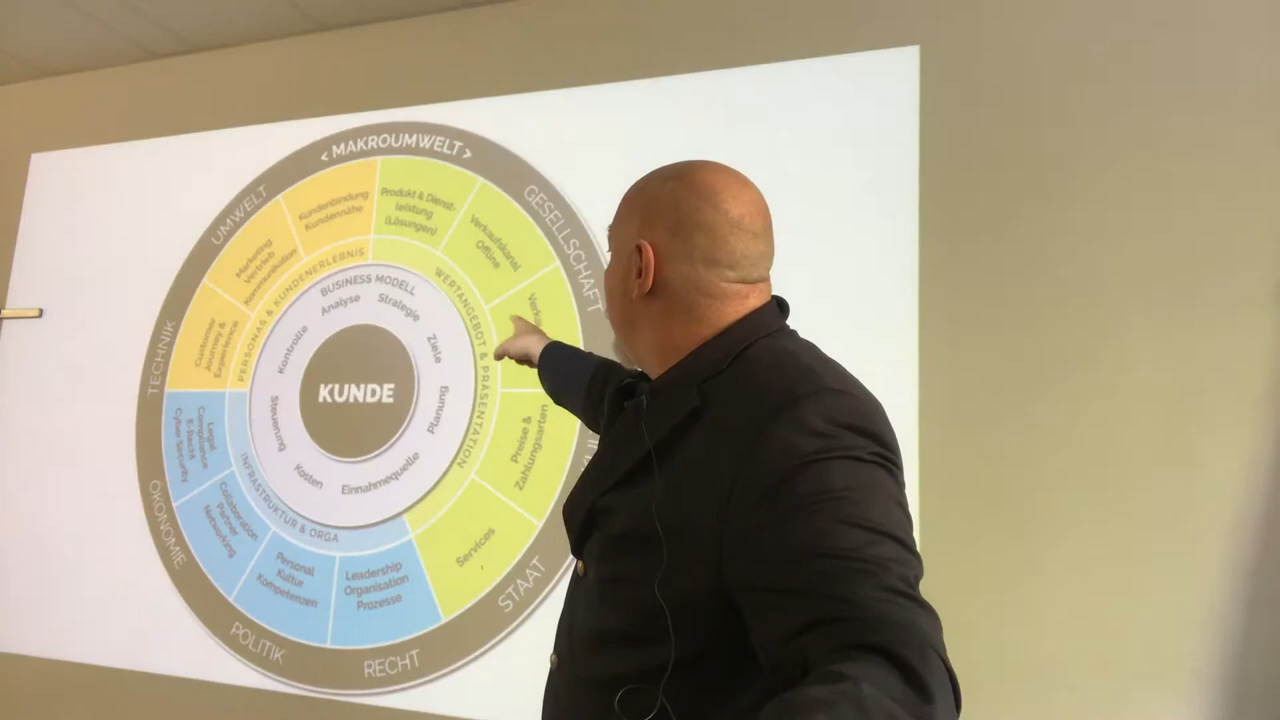 < MAKROUMWELT >
UMWELT
GESELLSCHAFT
TECHNIK
ÖKONOMIE
POLITIK
RECHT
STAAT
Kundenbindung
Kundennähe
Produkt & Dienst-
leistung
(Lösungen)
Verkaufskanal
Offline
Marketing
Vertrieb
Kommunikation
Customer
Journey &
Experience
PERSONAS & KUNDENERLEBNIS
WERTANGEBOT & PRÄSENTATION
BUSINESS MODELL
Analyse
Strategie
Kontrolle
Ziele
KUNDE
Planung
Steuerung
Kosten
Einnahmequelle
Preise &
Zahlungsarten
Services
Legal
Compliance
E-Recht
Cyber Security
INFRASTRUKTUR & ORGA
Collaboration
Partner
Networking
Personal
Kultur
Kompetenzen
Leadership
Organisation
Prozesse